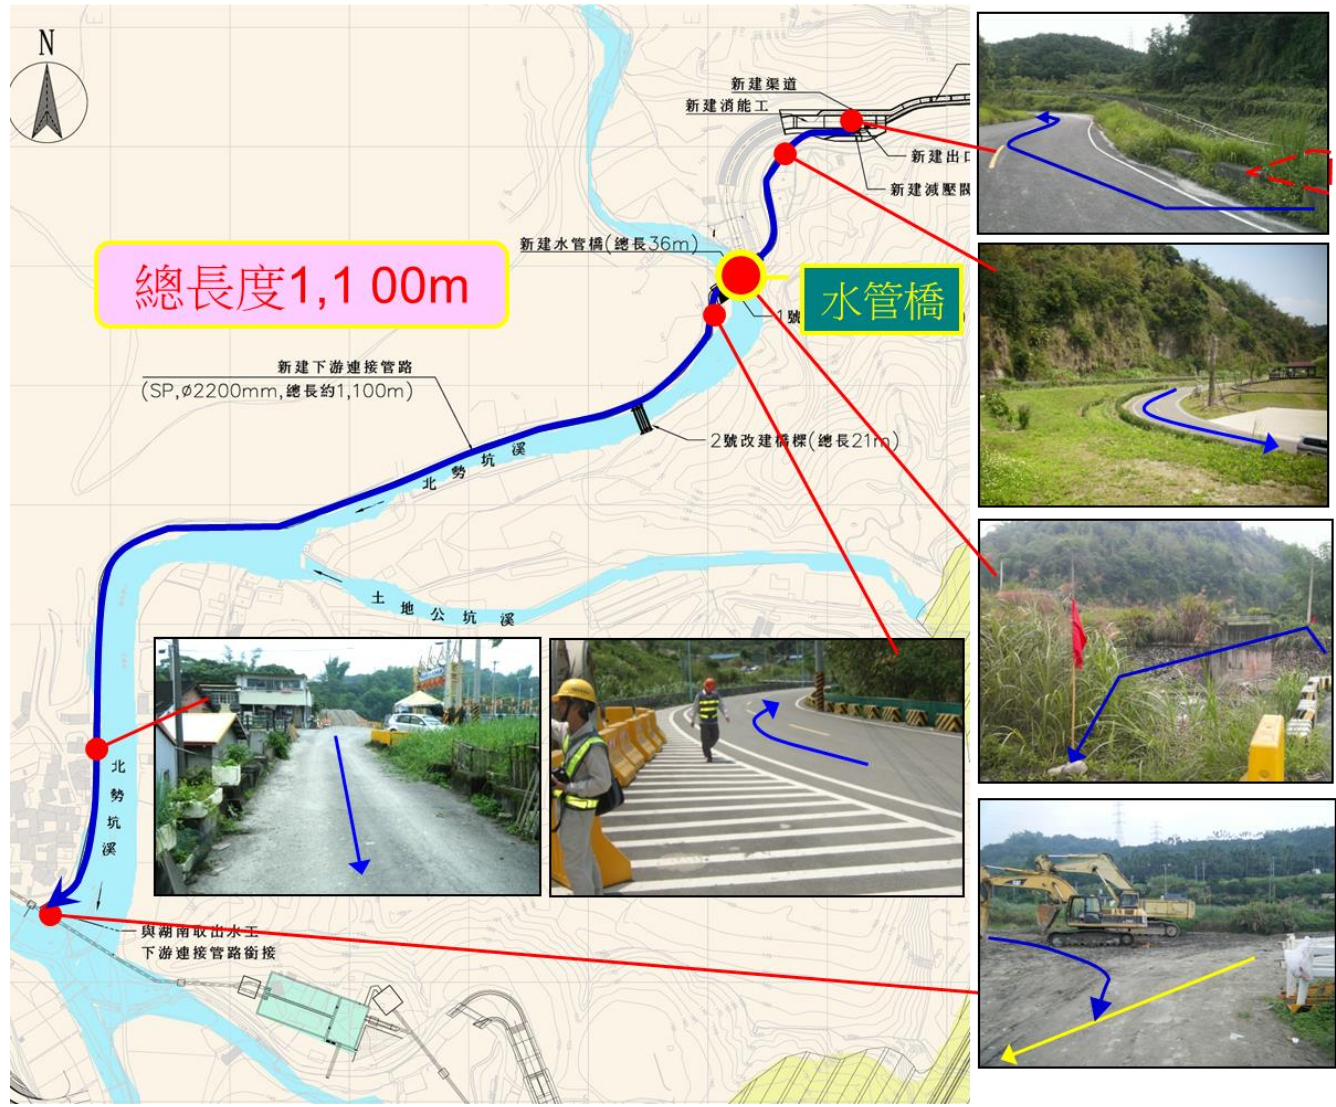 N
新建渠道
新建消能工
新建出口
新建減壓閥
新建水管橋(總長36m)
水管橋
總長度1,1 00m
1號
新建下游連接管路
(SP,ø2200mm,總長約1,100m)
2號改建橋樑(總長21m)
北勢坑溪
土地公坑溪
北勢坑溪
與湖南取出水工
下游連接管路銜接